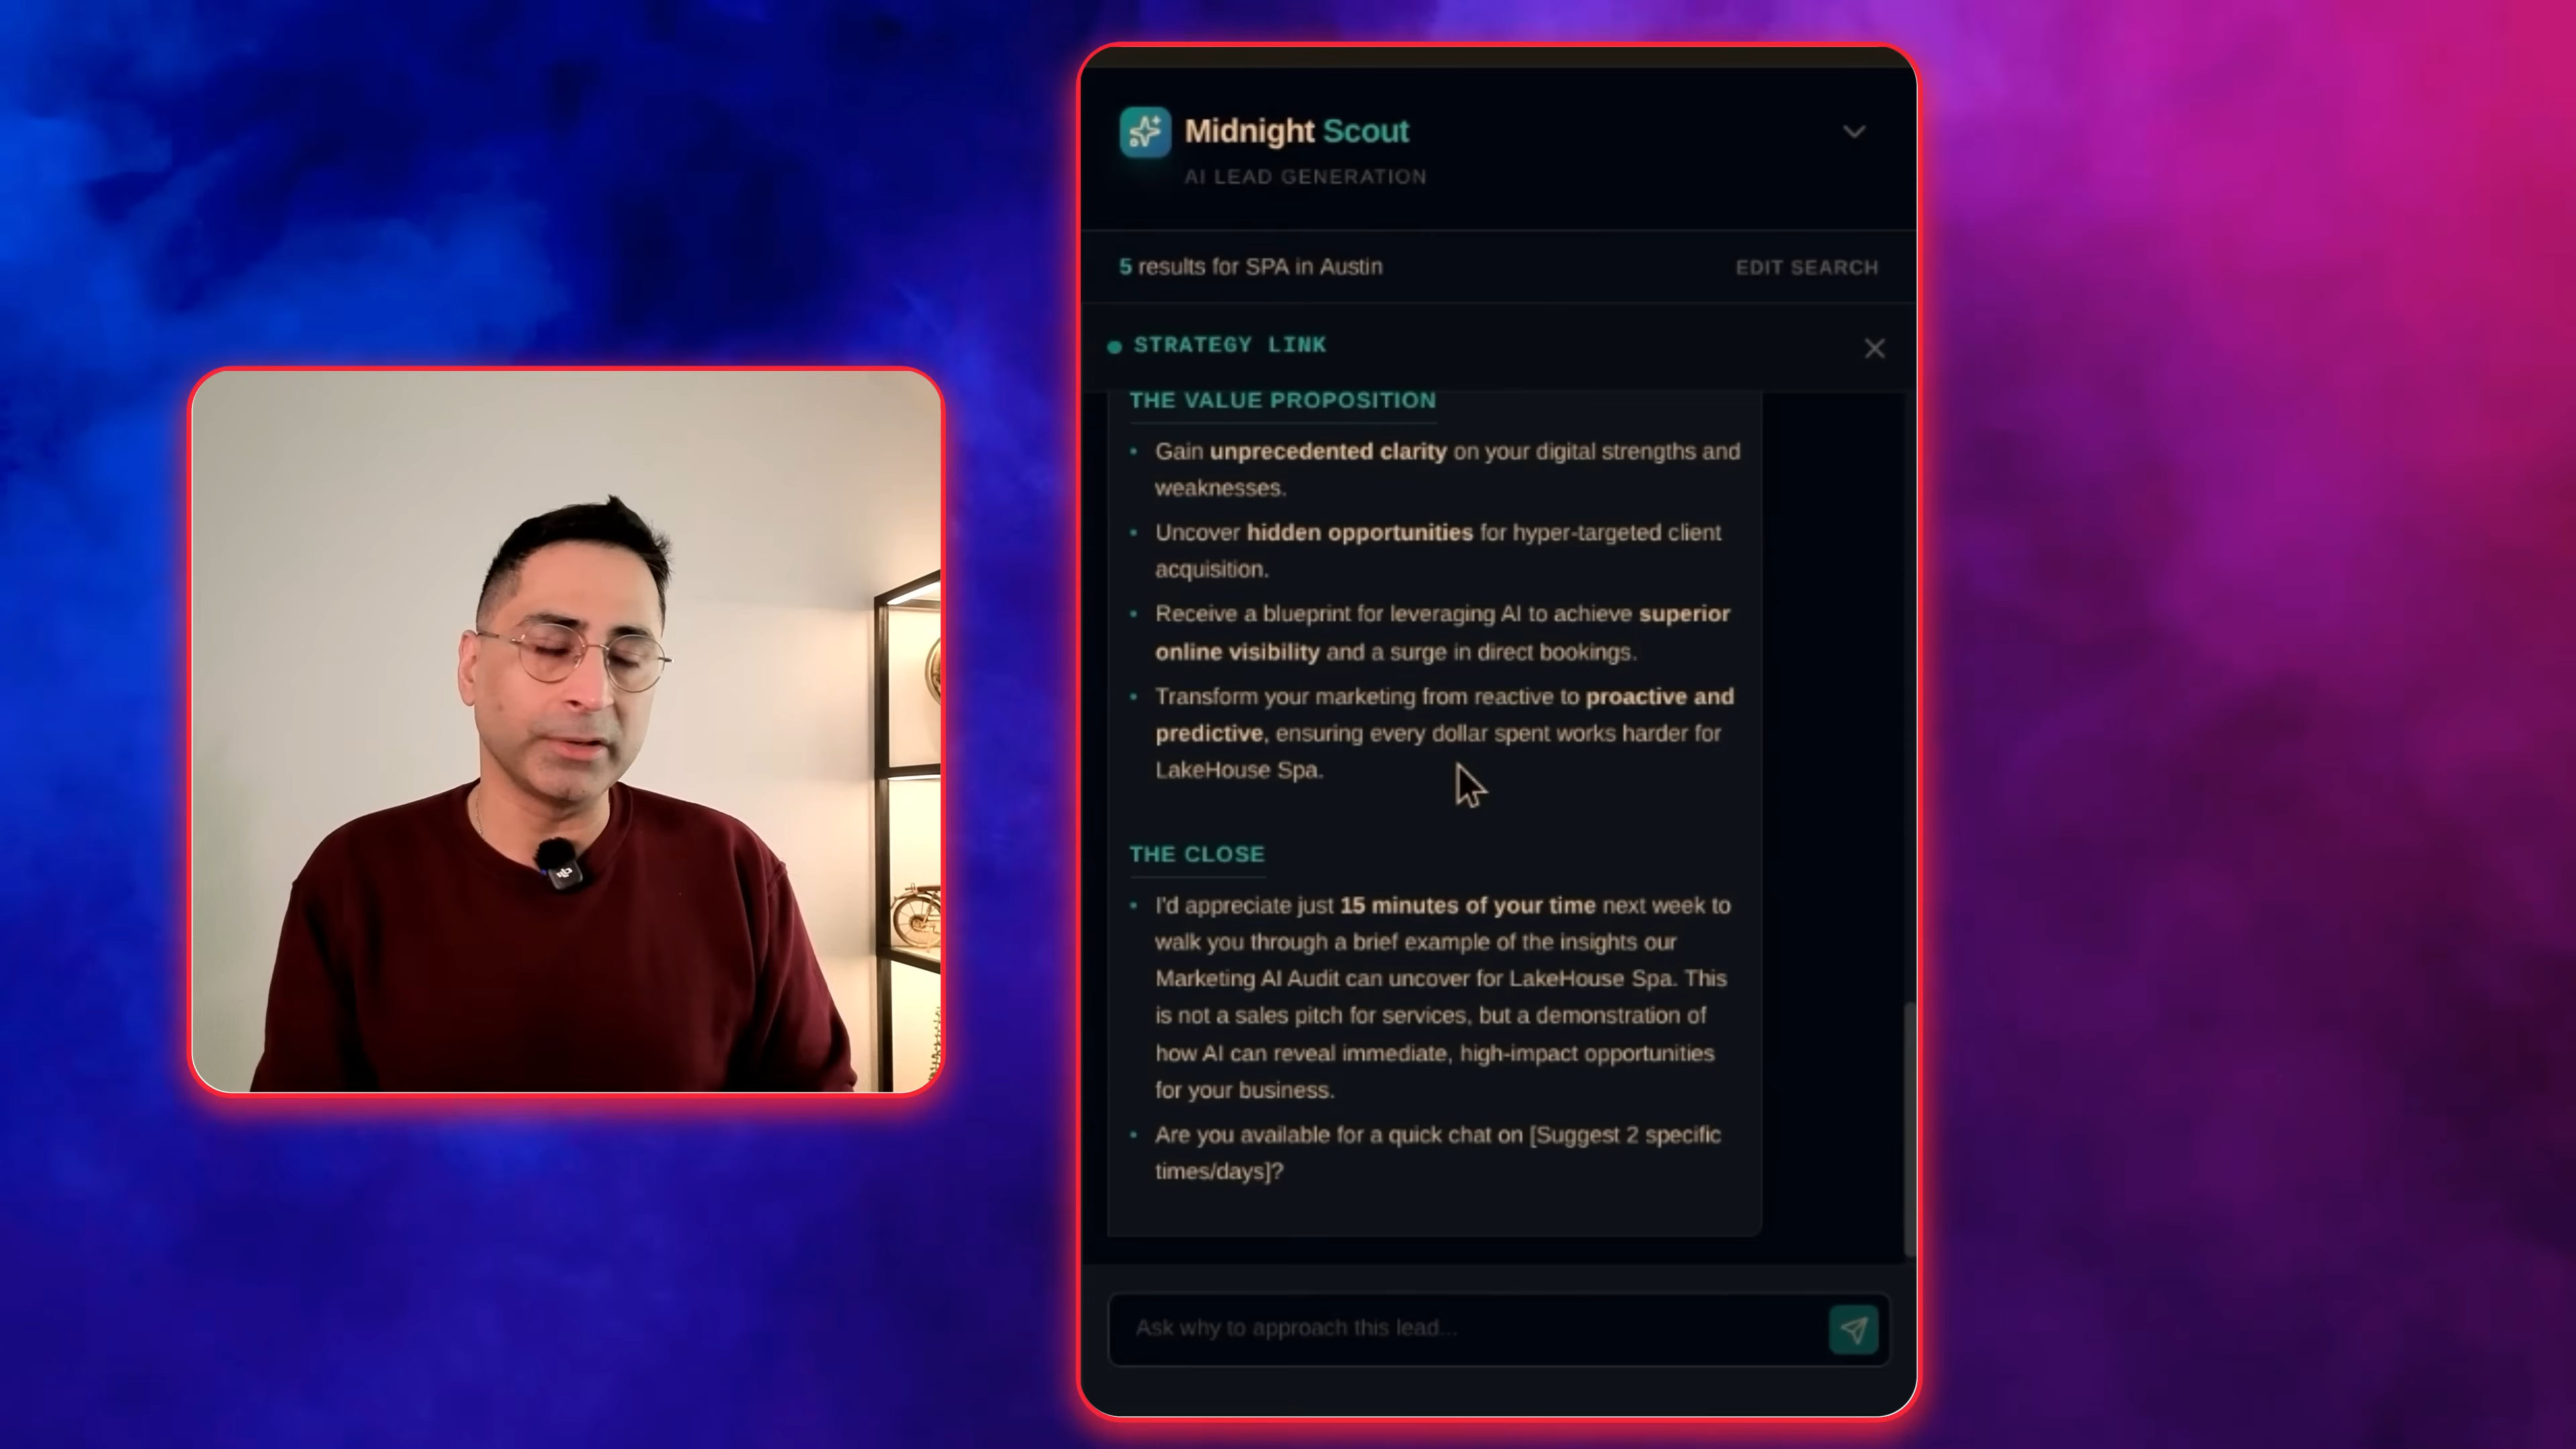 Midnight Scout
AI LEAD GENERATION
5 results for SPA in Austin
EDIT SEARCH
STRATEGY LINK
THE VALUE PROPOSITION
• Gain unprecedented clarity on your digital strengths and
weaknesses.
• Uncover hidden opportunities for hyper-targeted client
acquisition.
• Receive a blueprint for leveraging AI to achieve superior
online visibility and a surge in direct bookings.
• Transform your marketing from reactive to proactive and
predictive, ensuring every dollar spent works harder for
LakeHouse Spa.
THE CLOSE
• I'd appreciate just 15 minutes of your time next week to
walk you through a brief example of the insights our
Marketing AI Audit can uncover for LakeHouse Spa. This
is not a sales pitch for services, but a demonstration of
how AI can reveal immediate, high-impact opportunities
for your business.
• Are you available for a quick chat on [Suggest 2 specific
times/days]?
Ask why to approach this lead...